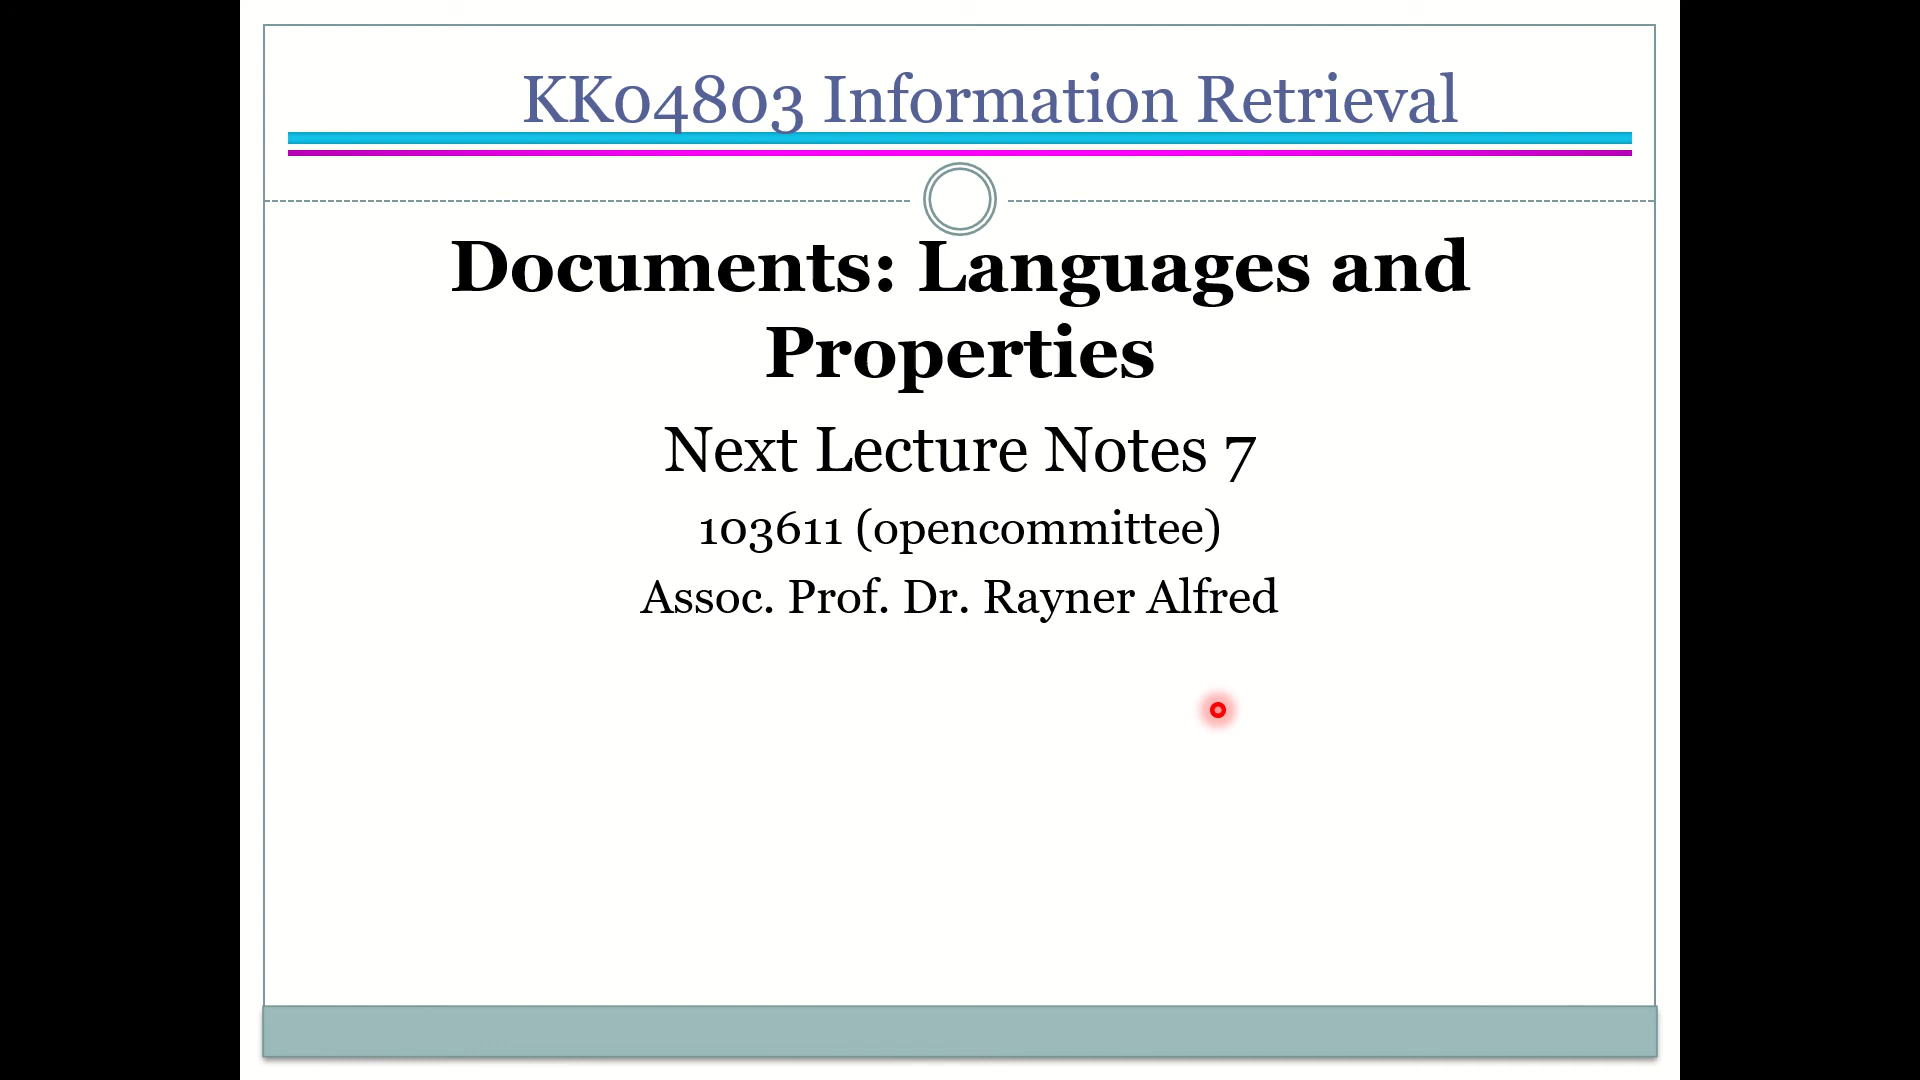 KK04803 Information Retrieval
Documents: Languages and
Properties
Next Lecture Notes 7
103611 (opencommittee)
Assoc. Prof. Dr. Rayner Alfred